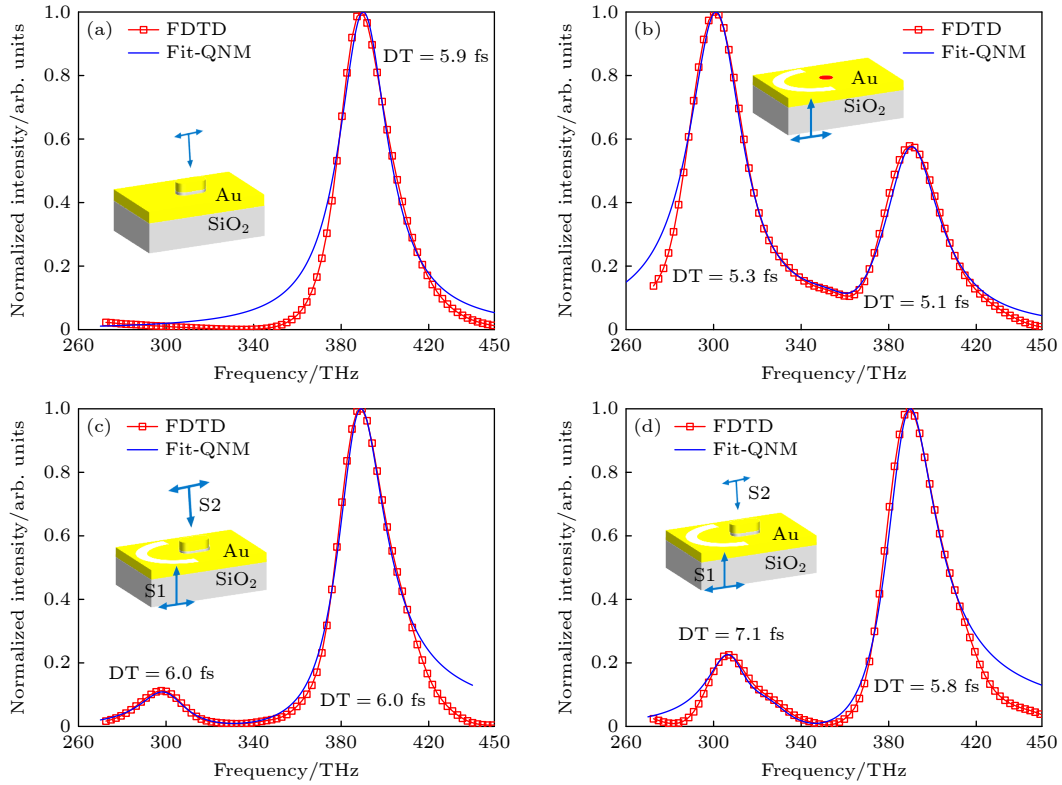 (a)
FDTD
Fit-QNM
DT = 5.9 fs
Au
SiO₂
Normalized intensity/arb. units
1.0
0.8
0.6
0.4
0.2
0
260 300 340 380 420 450
Frequency/THz
(b)
FDTD
Fit-QNM
Au
SiO₂
DT = 5.3 fs
DT = 5.1 fs
Normalized intensity/arb. units
1.0
0.8
0.6
0.4
0.2
0
260 300 340 380 420 450
Frequency/THz
(c)
FDTD
Fit-QNM
S2
Au
SiO₂
S1
DT = 6.0 fs
DT = 6.0 fs
Normalized intensity/arb. units
1.0
0.8
0.6
0.4
0.2
0
260 300 340 380 420 450
Frequency/THz
(d)
FDTD
Fit-QNM
S2
Au
SiO₂
S1
DT = 7.1 fs
DT = 5.8 fs
Normalized intensity/arb. units
1.0
0.8
0.6
0.4
0.2
0
260 300 340 380 420 450
Frequency/THz